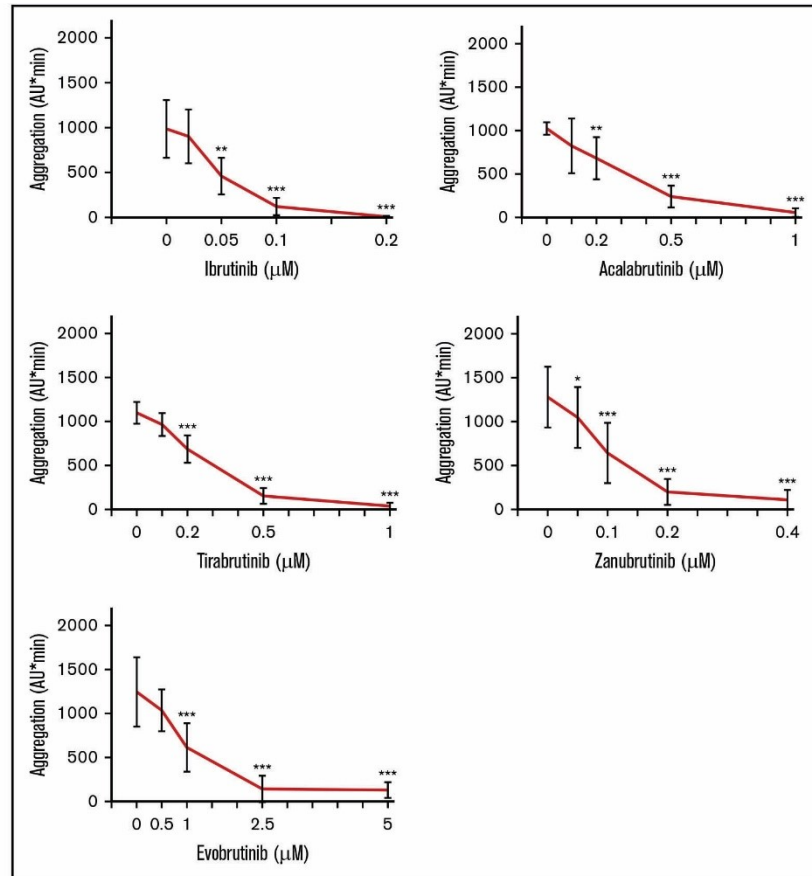 Aggregation (AU*min)
2000
1500
1000
500
0
**
***
***
0 0.05 0.1 0.2
Ibrutinib (μM)
Aggregation (AU*min)
2000
1500
1000
500
0
**
***
***
0 0.2 0.5 1
Acalabrutinib (μM)
Aggregation (AU*min)
2000
1500
1000
500
0
***
***
***
0 0.2 0.5 1
Tirabrutinib (μM)
Aggregation (AU*min)
2000
1500
1000
500
0
*
***
***
***
0 0.1 0.2 0.4
Zanubrutinib (μM)
Aggregation (AU*min)
2000
1500
1000
500
0
***
***
***
0 0.5 1 2.5 5
Evobrutinib (μM)